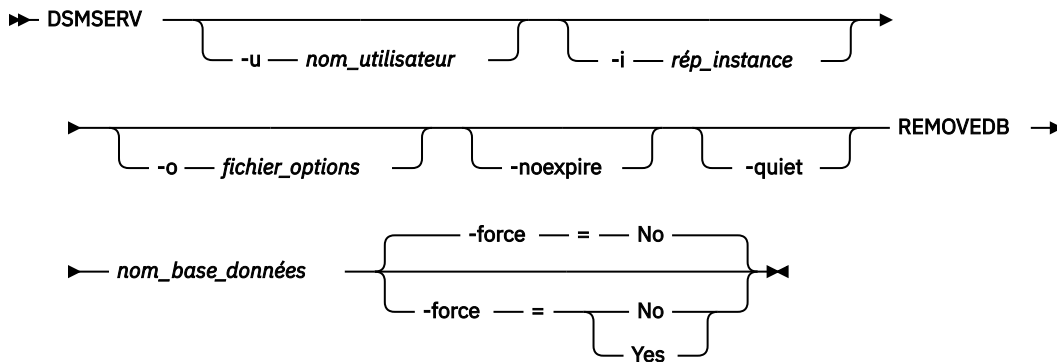 DSMSERV
-u nom_utilisateur -i rép_instance
REMOVEDB
-o fichier_options -noexpire -quiet
-force = No
nom_base_données
-force = No
Yes